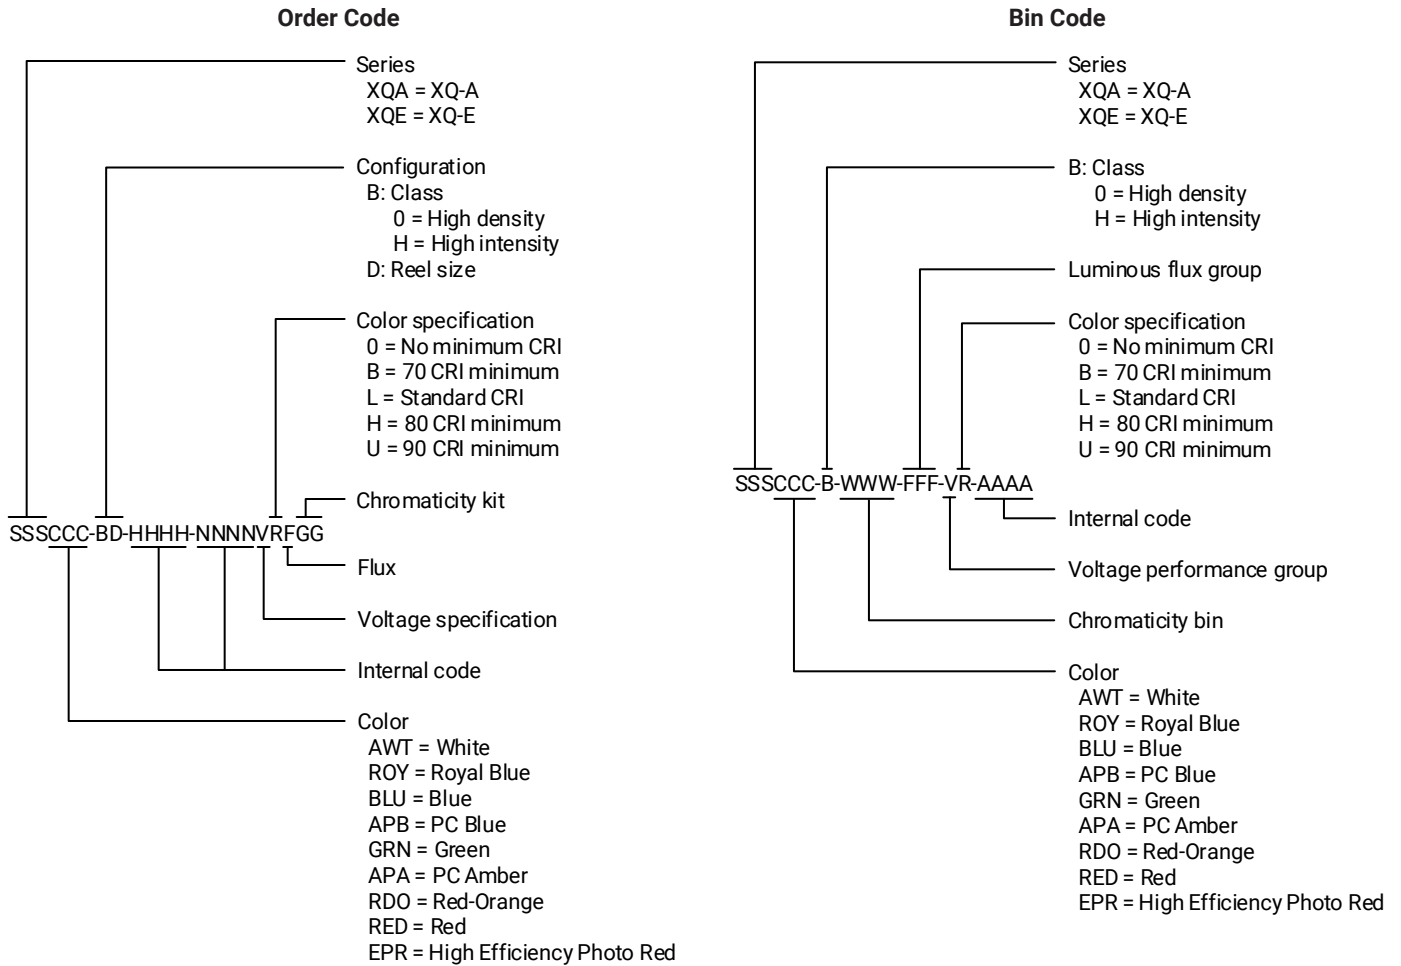 Order Code
Series
XQA = XQ-A
XQE = XQ-E
Configuration
B: Class
0 = High density
H = High intensity
D: Reel size
Color specification
0 = No minimum CRI
B = 70 CRI minimum
L = Standard CRI
H = 80 CRI minimum
U = 90 CRI minimum
Chromaticity kit
SSSCCC-BD-HHHH-NNNNVRFGG
Flux
Voltage specification
Internal code
Color
AWT = White
ROY = Royal Blue
BLU = Blue
APB = PC Blue
GRN = Green
APA = PC Amber
RDO = Red-Orange
RED = Red
EPR = High Efficiency Photo Red
Bin Code
Series
XQA = XQ-A
XQE = XQ-E
B: Class
0 = High density
H = High intensity
Luminous flux group
Color specification
0 = No minimum CRI
B = 70 CRI minimum
L = Standard CRI
H = 80 CRI minimum
U = 90 CRI minimum
SSSCCC-B-WWW-FFF-VR-AAAA
Internal code
Voltage performance group
Chromaticity bin
Color
AWT = White
ROY = Royal Blue
BLU = Blue
APB = PC Blue
GRN = Green
APA = PC Amber
RDO = Red-Orange
RED = Red
EPR = High Efficiency Photo Red